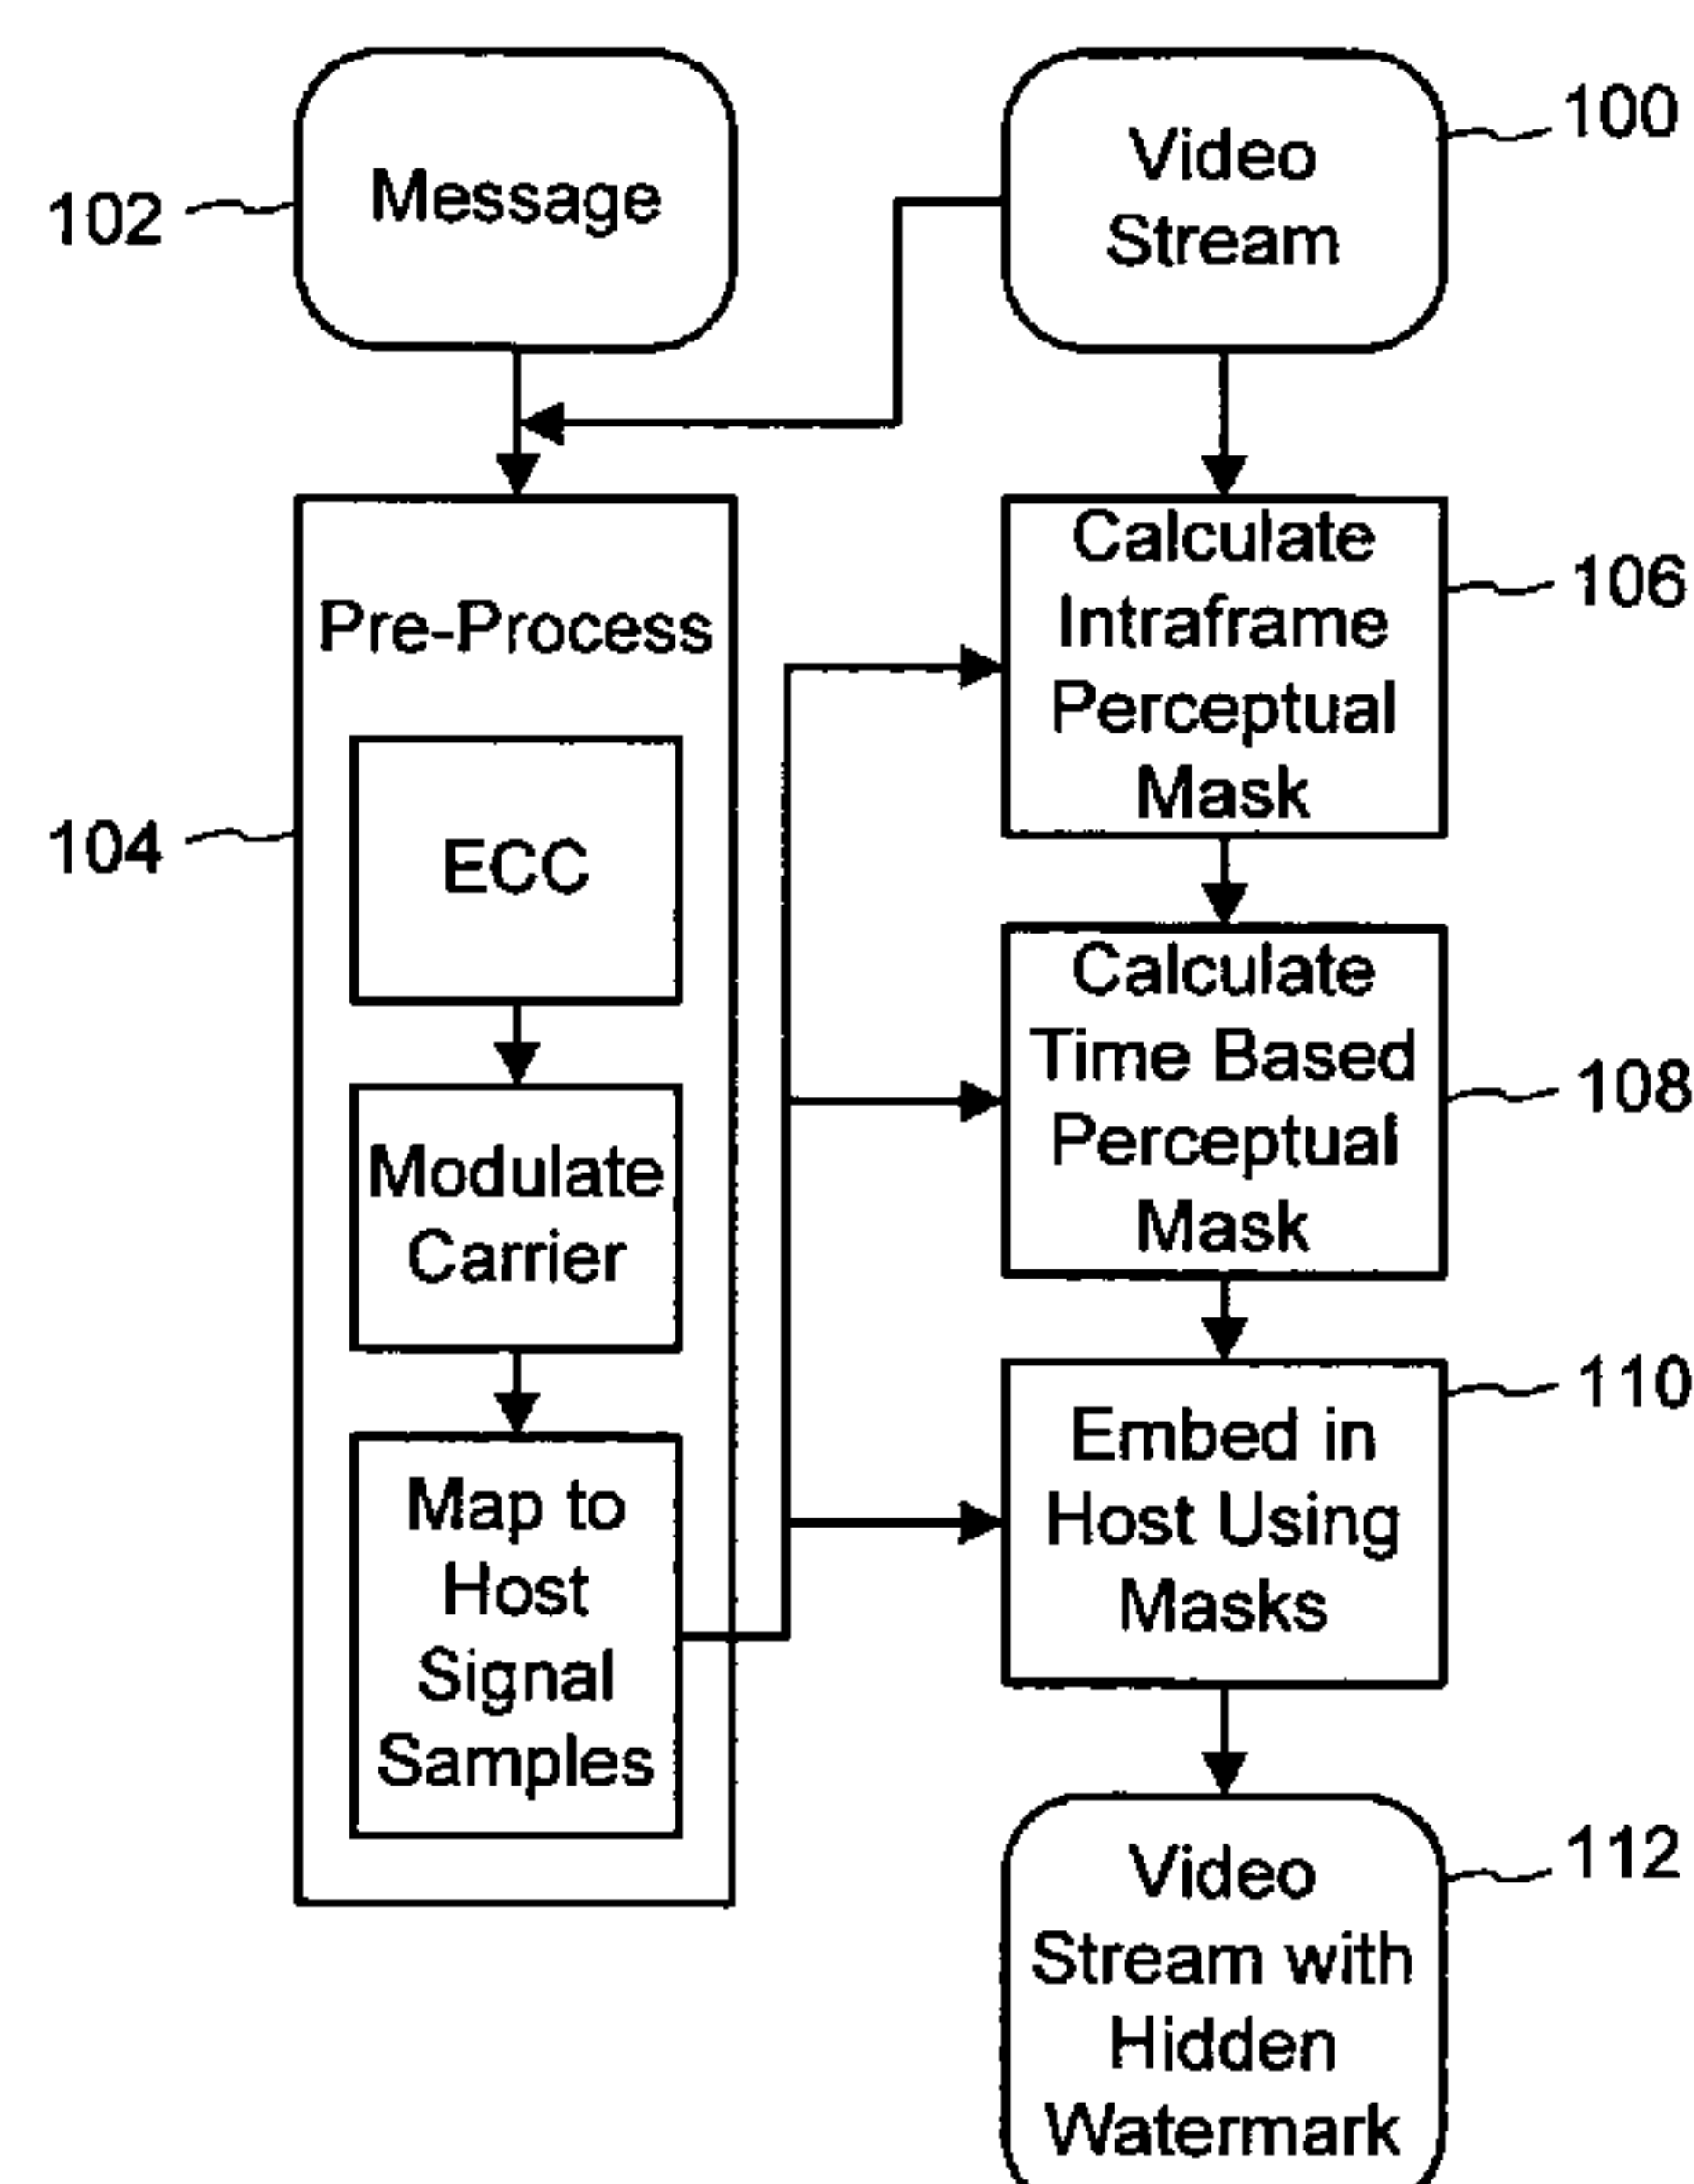 Message
102
Video
Stream
100
Pre-Process
104
ECC
Modulate
Carrier
Map to
Host
Signal
Samples
Calculate
Intraframe
Perceptual
Mask
106
Calculate
Time Based
Perceptual
Mask
108
Embed in
Host Using
Masks
110
Video
Stream with
Hidden
Watermark
112